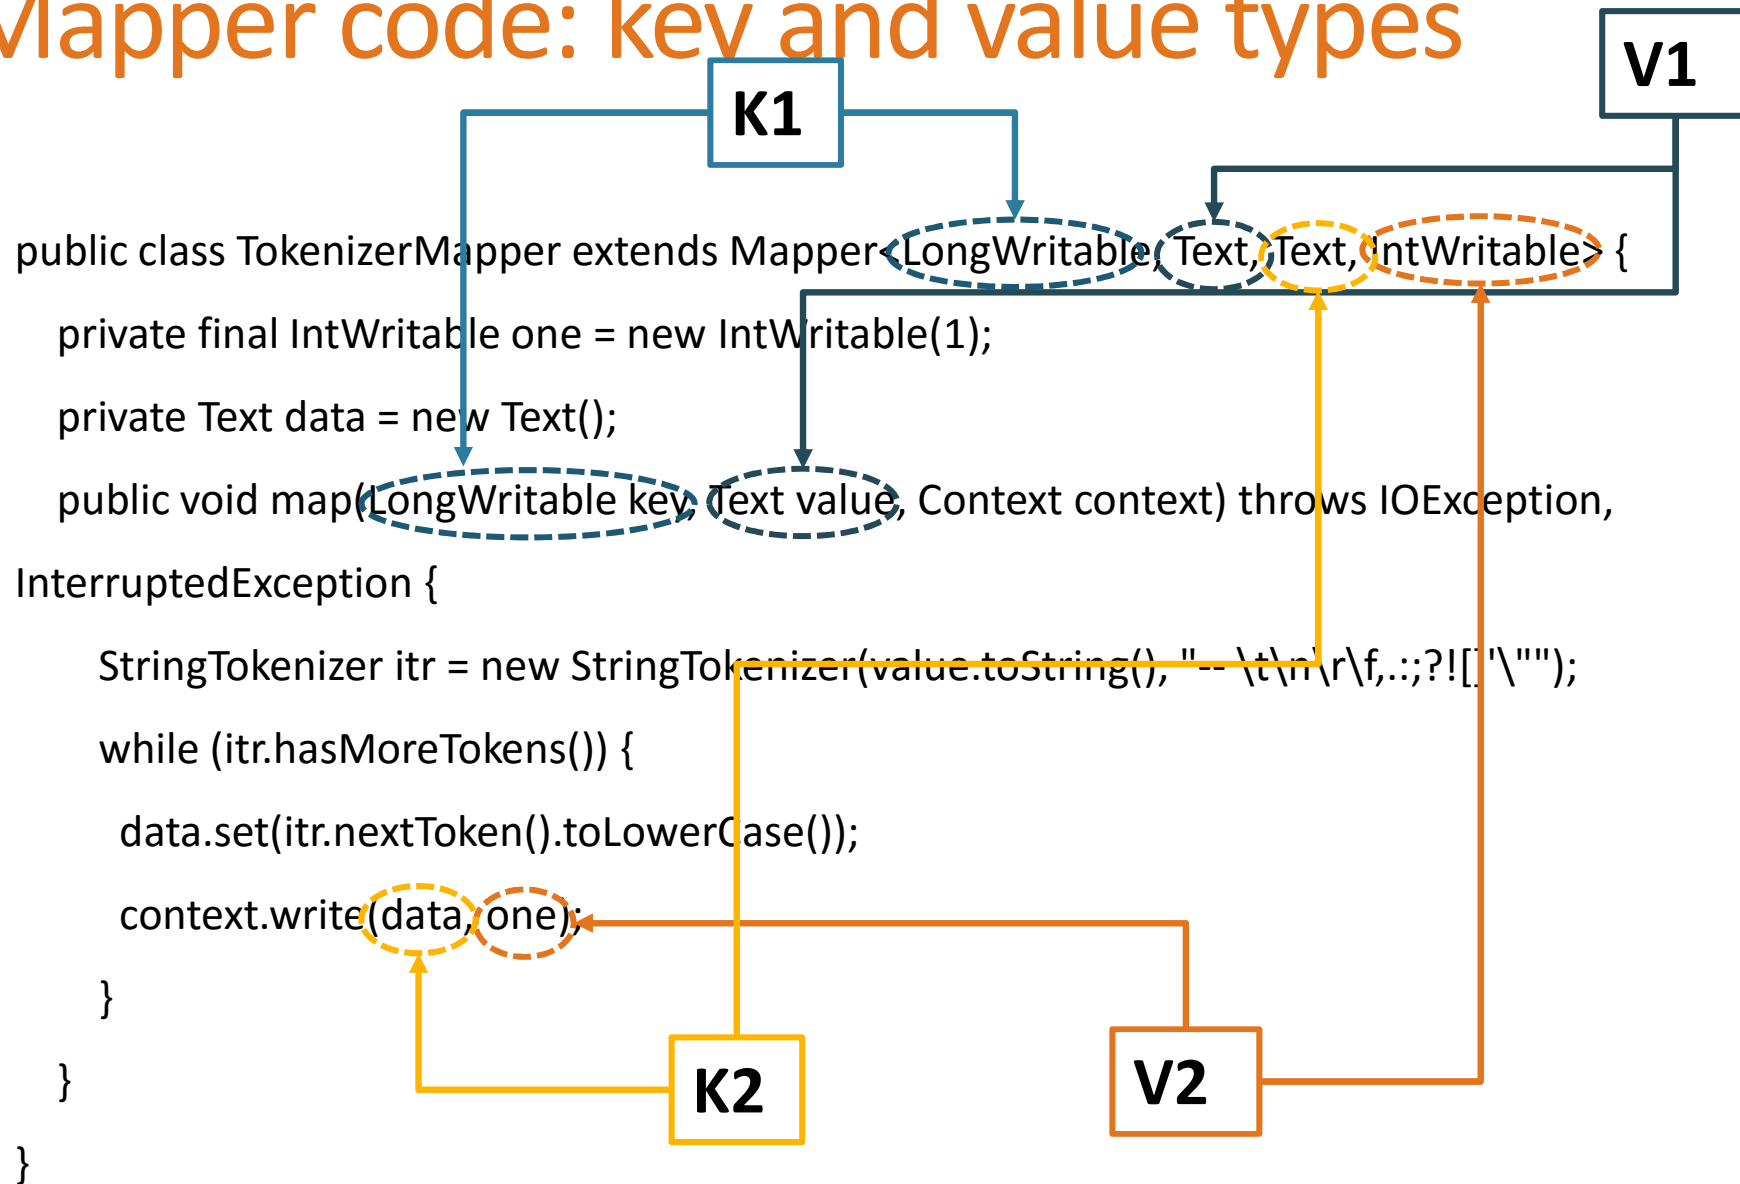 Mapper code: key and value types
K1
V1
public class TokenizerMapper extends Mapper<LongWritable, Text, Text, IntWritable> {
private final IntWritable one = new IntWritable(1);
private Text data = new Text();
public void map(LongWritable key, Text value, Context context) throws IOException,
InterruptedException {
StringTokenizer itr = new StringTokenizer(value.toString(), "-- \t\n\r\f,.:;?![]'\"");
while (itr.hasMoreTokens()) {
data.set(itr.nextToken().toLowerCase());
context.write(data, one);
}
}
K2
V2
}